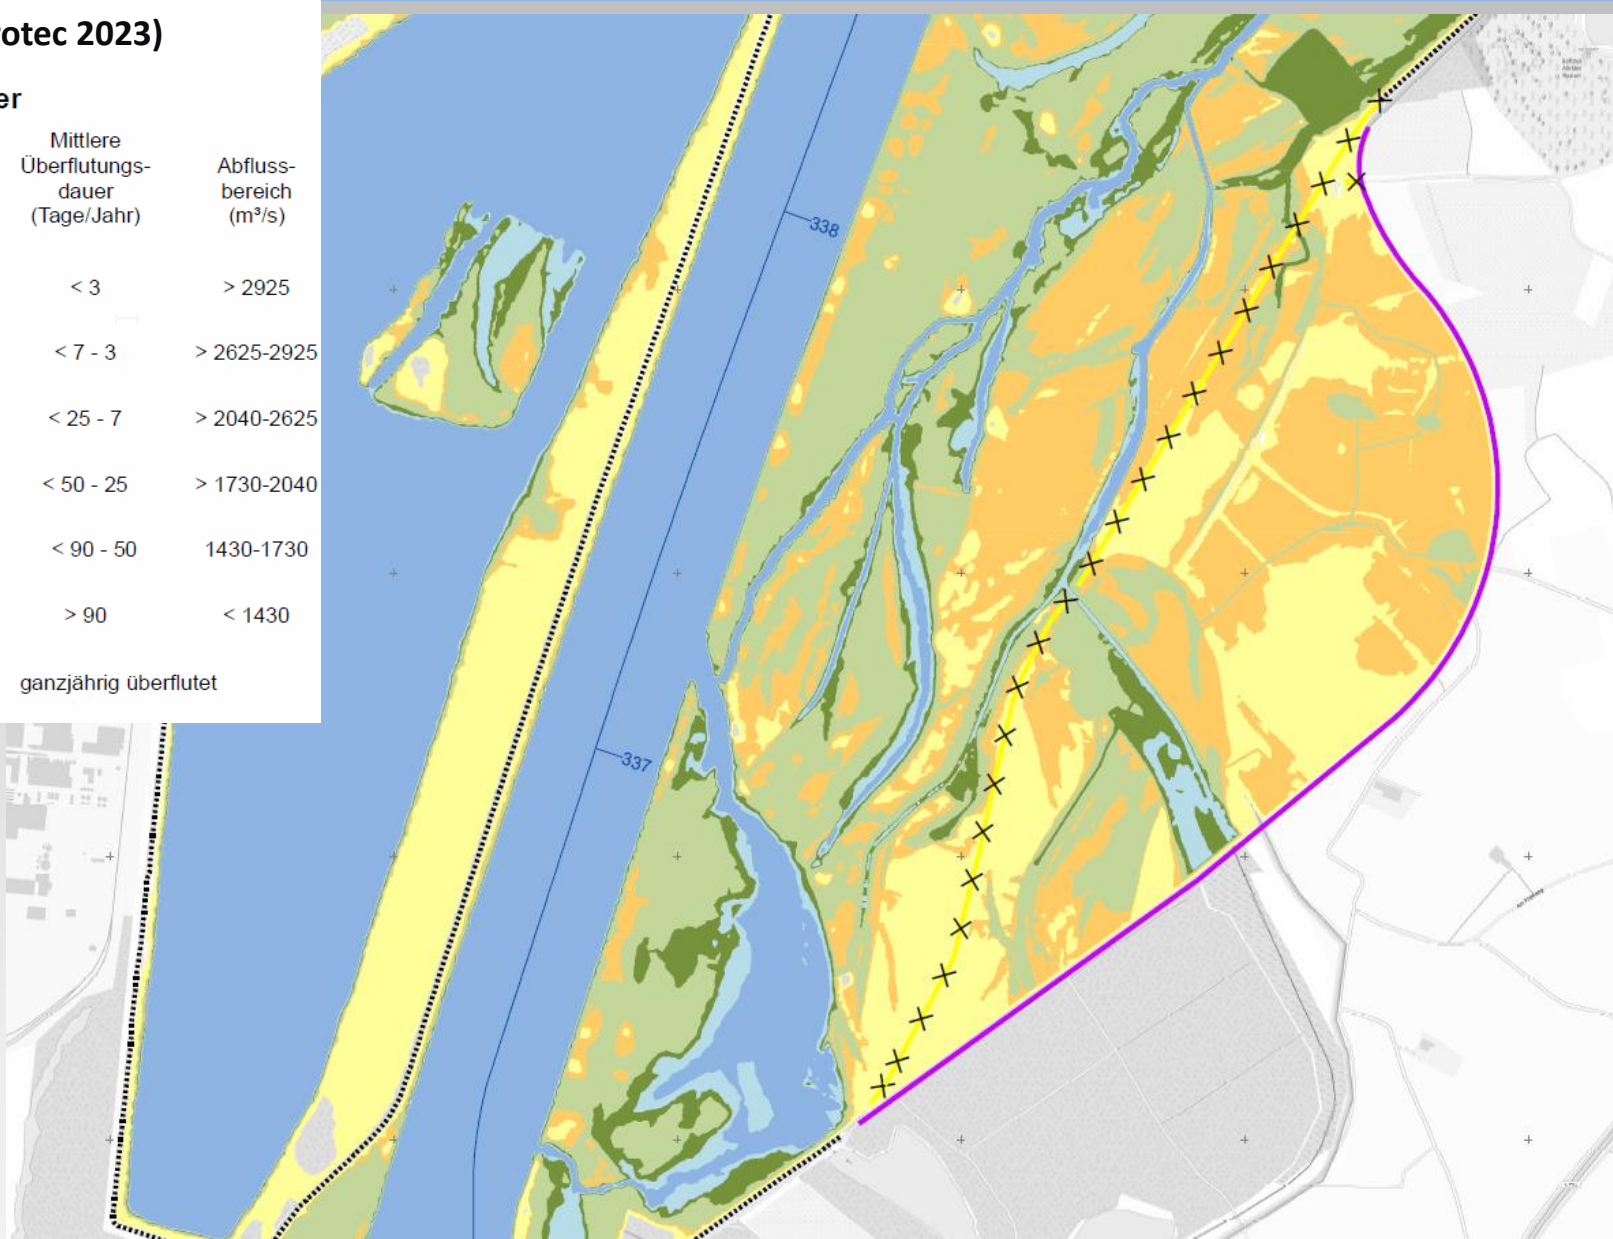 otec 2023)
er
Mittlere
Überflutungs-
dauer
(Tage/Jahr)
Abfluss-
bereich
(m³/s)
< 3 > 2925
< 7 - 3 > 2625-2925
< 25 - 7 > 2040-2625
< 50 - 25 > 1730-2040
< 90 - 50 1430-1730
> 90 < 1430
ganzjährig überflutet
338
337